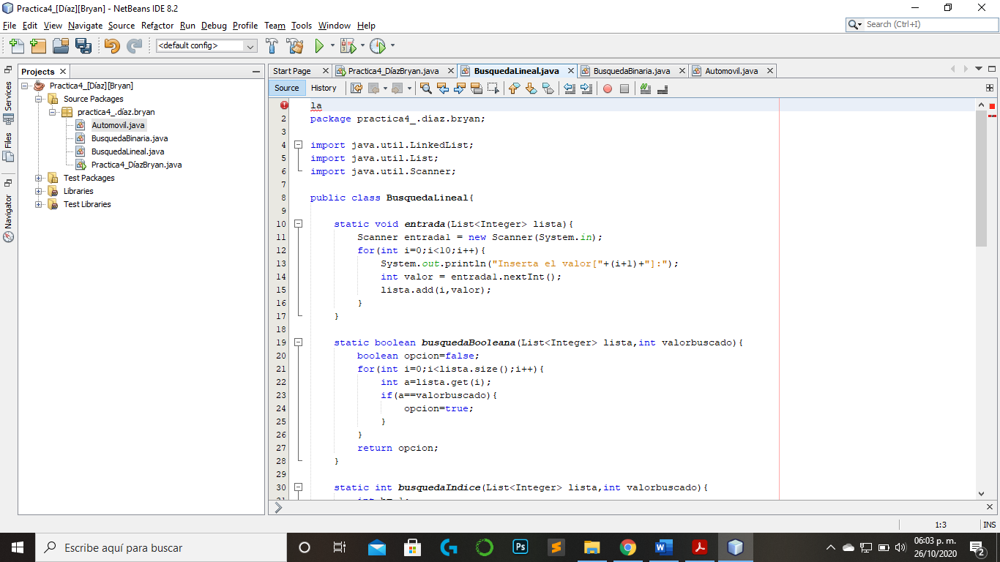 Practica4_[Díaz][Bryan] - NetBeans IDE 8.2
File Edit View Navigate Source Refactor Run Debug Profile Team Tools Window Help
Search (Ctrl+I)
<default config>
Projects
Services
Files
Navigator
Practica4_[Díaz][Bryan]
Source Packages
practica4_.díaz.bryan
Automovil.java
BusquedaBinaria.java
BusquedaLineal.java
Practica4_DíazBryan.java
Test Packages
Libraries
Test Libraries
Start Page Practica4_DíazBryan.java BusquedaLineal.java BusquedaBinaria.java Automovil.java
Source History
la
2 package practica4_.díaz.bryan;
3
4 import java.util.LinkedList;
5 import java.util.List;
6 import java.util.Scanner;
7
8 public class BusquedaLineal{
9
10 static void entrada(List<Integer> lista){
11 Scanner entrada1 = new Scanner(System.in);
12 for(int i=0;i<10;i++){
13 System.out.println("Inserta el valor["+(i+1)+"]:");
14 int valor = entrada1.nextInt();
15 lista.add(i,valor);
16 }
17 }
18
19 static boolean busquedaBooleana(List<Integer> lista,int valorbuscado){
20 boolean opcion=false;
21 for(int i=0;i<lista.size();i++){
22 int a=lista.get(i);
23 if(a==valorbuscado){
24 opcion=true;
25 }
26 }
27 return opcion;
28 }
29
30 static int busquedaIndice(List<Integer> lista,int valorbuscado){
1:3 INS
Escribe aquí para buscar
06:03 p. m.
26/10/2020
2